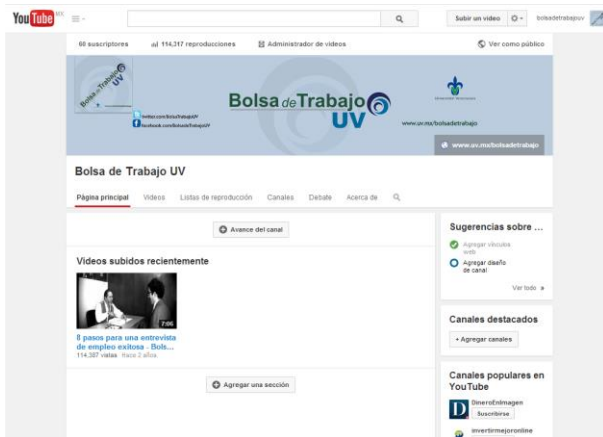 YouTube MX
Subir un video
bolsadetrabajouv
60 suscriptores
114,317 reproducciones
Administrador de videos
Ver como público
Bolsa de Trabajo
Bolsa de Trabajo
UV
twitter.com/BolsaTrabajoUV
facebook.com/BolsadeTrabajoUV
Universidad Veracruzana
www.uv.mx/bolsadetrabajo
www.uv.mx/bolsadetrabajo
Bolsa de Trabajo UV
Página principal
Videos
Listas de reproducción
Canales
Debate
Acerca de
Avance del canal
Videos subidos recientemente
7:06
8 pasos para una entrevista
de empleo exitosa - Bols...
114,387 vistas Hace 2 años
Agregar una sección
Sugerencias sobre ...
Agregar vínculos
web
Agregar diseño
de canal
Ver todo
Canales destacados
+ Agregar canales
Canales populares en
YouTube
D
DineroEnImagen
Suscribirse
invertirmejoronline